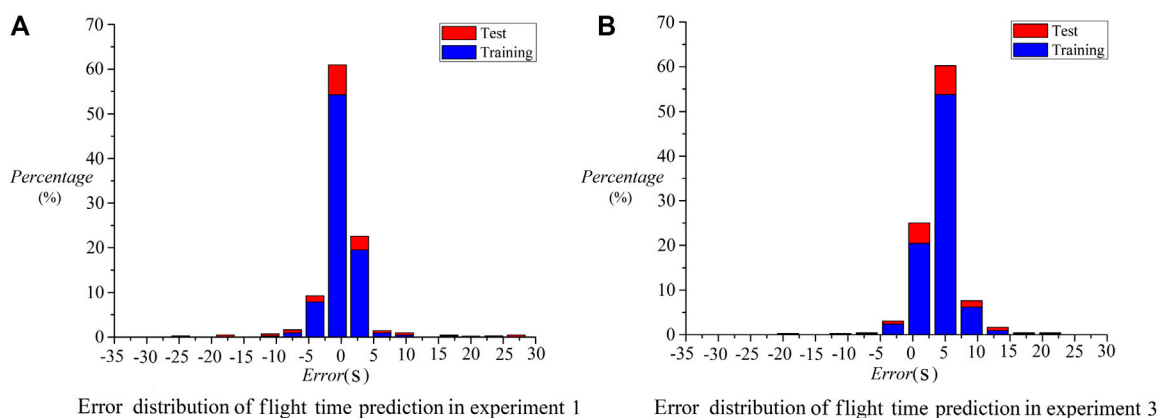 A
70
60
50
40
30
20
10
0
Percentage
(%)
Test
Training
-35 -30 -25 -20 -15 -10 -5 0 5 10 15 20 25 30
Error(s)
Error distribution of flight time prediction in experiment 1
B
70
60
50
40
30
20
10
0
Percentage
(%)
Test
Training
-35 -30 -25 -20 -15 -10 -5 0 5 10 15 20 25 30
Error(s)
Error distribution of flight time prediction in experiment 3